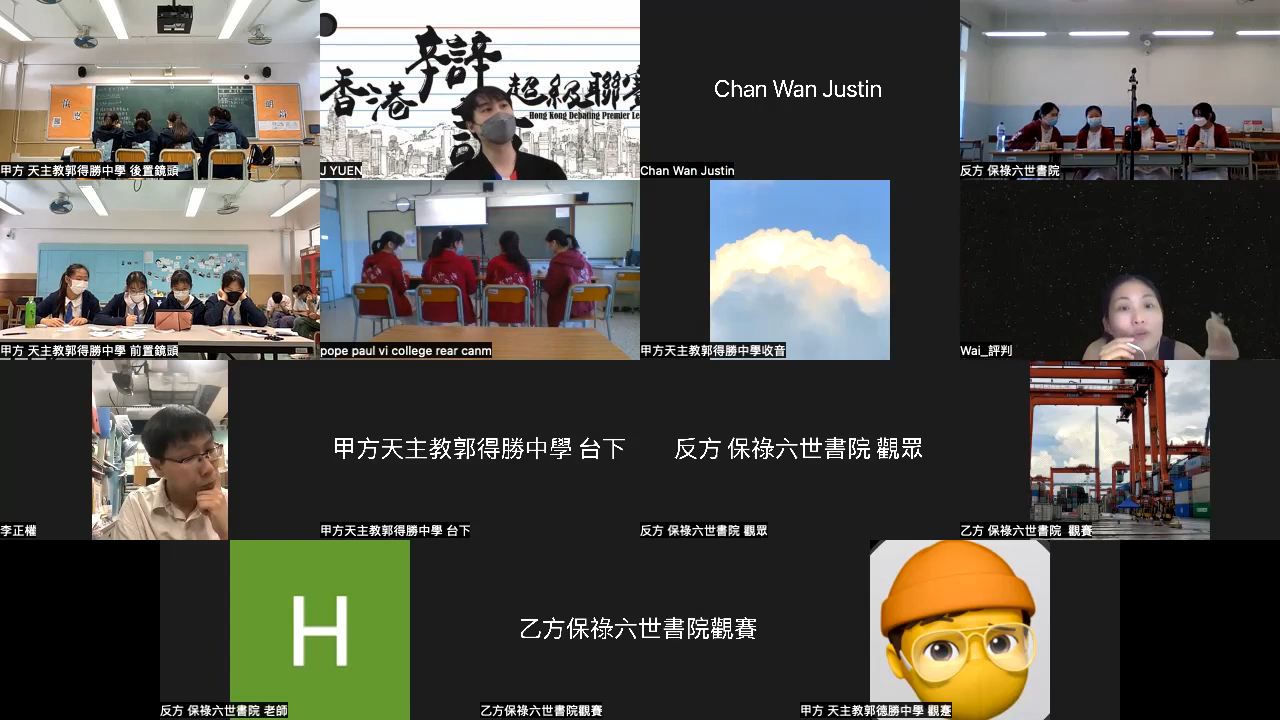 甲方 天主教郭得勝中學 後置鏡頭
香港辯論超級聯賽
Hong Kong Debating Premier Le
J YUEN
Chan Wan Justin
Chan Wan Justin
反方 保祿六世書院
甲方 天主教郭得勝中學 前置鏡頭
pope paul vi college rear canm
甲方天主教郭得勝中學收音
Wai_評判
李正權
甲方天主教郭得勝中學 台下
甲方天主教郭得勝中學 台下
反方 保祿六世書院 觀眾
反方 保祿六世書院 觀眾
乙方 保祿六世書院 觀賽
H
反方 保祿六世書院 老師
乙方保祿六世書院觀賽
乙方保祿六世書院觀賽
甲方 天主教郭德勝中學 觀躉